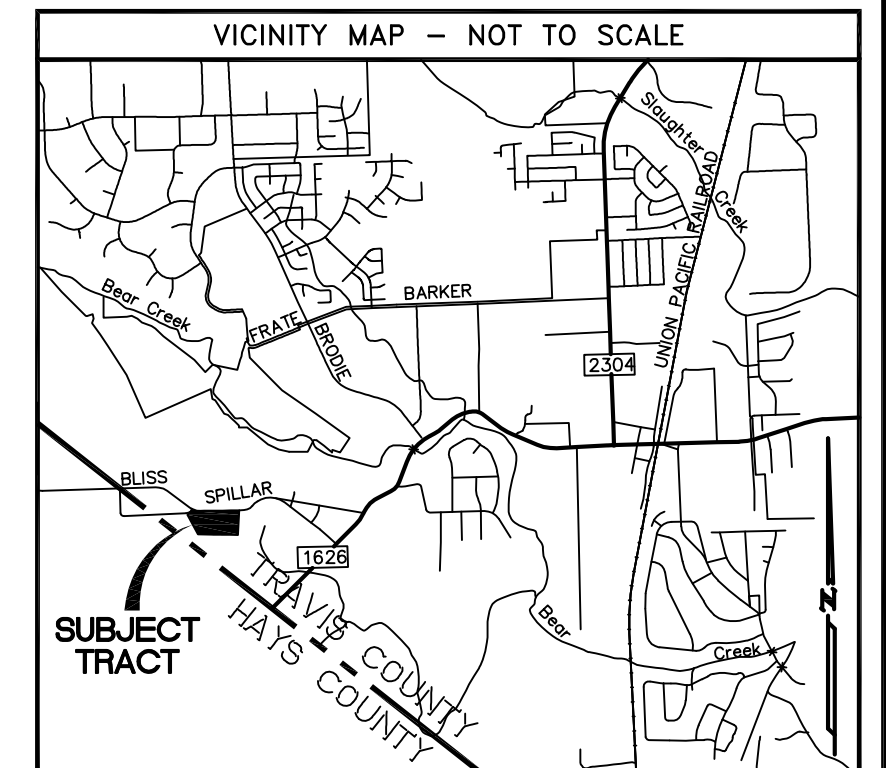 VICINITY MAP – NOT TO SCALE
Slaughter
Creek
UNION PACIFIC RAILROAD
Bear Creek
BARKER
FRATE
BRODIE
2304
BLISS
SPILLAR
1626
TRAVIS COUNTY
HAYS COUNTY
SUBJECT
TRACT
Bear
Creek
N